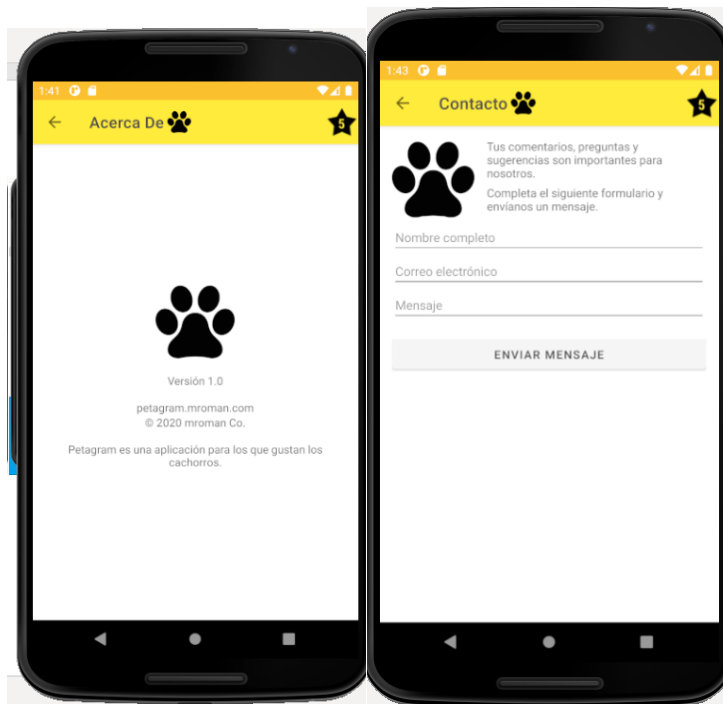 1:41
Acerca De
5
Versión 1.0
petagram.mroman.com
© 2020 mroman Co.
Petagram es una aplicación para los que gustan los
cachorros.
1:43
Contacto
5
Tus comentarios, preguntas y
sugerencias son importantes para
nosotros.
Completa el siguiente formulario y
envíanos un mensaje.
Nombre completo
Correo electrónico
Mensaje
ENVIAR MENSAJE